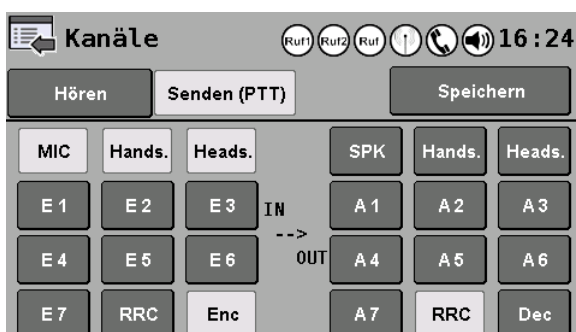 Kanäle Ruf1 Ruf2 Ruf 16:24
Hören Senden (PTT) Speichern
MIC Hands. Heads. SPK Hands. Heads.
E 1 E 2 E 3 IN A 1 A 2 A 3
-->
E 4 E 5 E 6 OUT A 4 A 5 A 6
E 7 RRC Enc A 7 RRC Dec